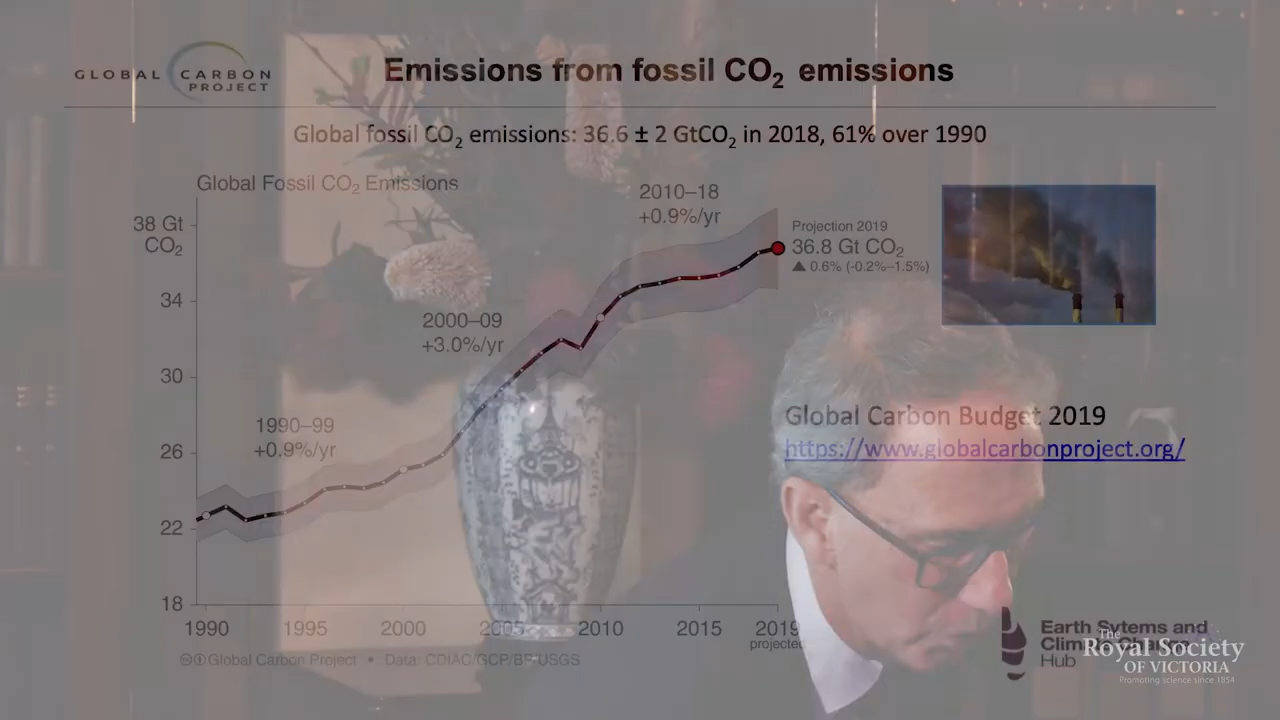 GLOBAL CARBON
PROJECT
Emissions from fossil CO₂ emissions
Global fossil CO₂ emissions: 36.6 ± 2 GtCO₂ in 2018, 61% over 1990
Global Fossil CO₂ Emissions
38 Gt
CO₂
34
30
26
22
18
1990
1995
2000
2005
2010
2015
2019
projected
1990–99
+0.9%/yr
2000–09
+3.0%/yr
2010–18
+0.9%/yr
Projection 2019
36.8 Gt CO₂
▲ 0.6% (-0.2%–1.5%)
Global Carbon Budget 2019
https://www.globalcarbonproject.org/
Global Carbon Project • Data: CDIAC/GCP/BP/USGS
Earth Sytems and
Climate Change
Hub
The
Royal Society
OF VICTORIA
Promoting science since 1854